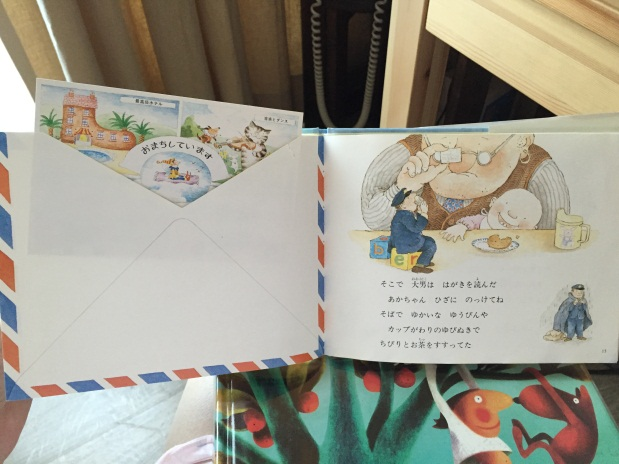 おまちしています
そこで 大男は はがきを読んだ
あかちゃん ひざに のっけてね
そばで ゆかいな ゆうびんや
カップがわりのゆびぬきで
ちびりとお茶をすすってた